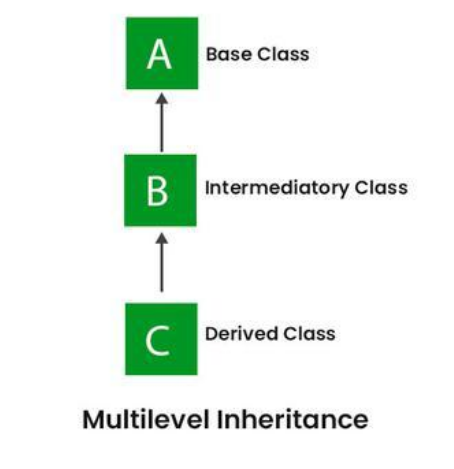 A Base Class
B Intermediatory Class
C Derived Class
Multilevel Inheritance